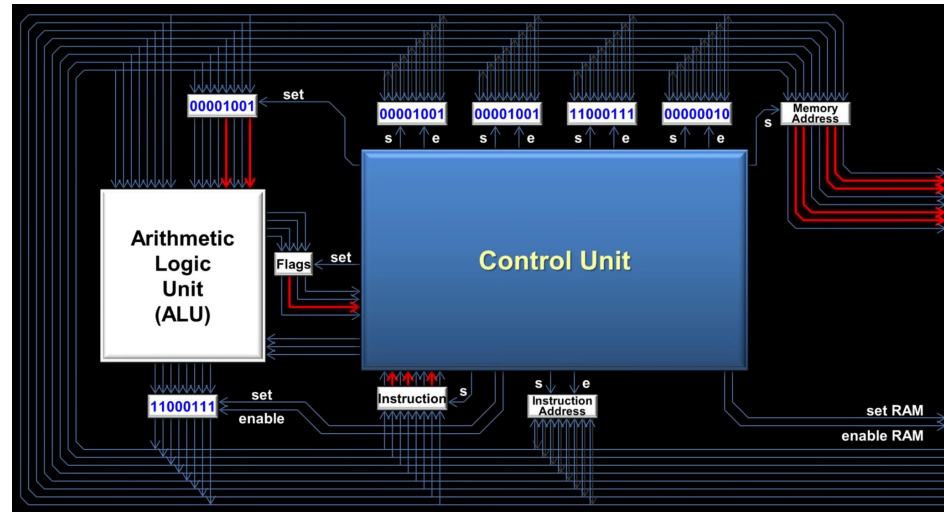 00001001
set
00001001
00001001
11000111
00000010
Memory
Address
s
e
s
e
s
e
s
e
s
Arithmetic
Logic
Unit
(ALU)
Flags
set
Control Unit
11000111
set
enable
Instruction
s
s
e
Instruction
Address
set RAM
enable RAM